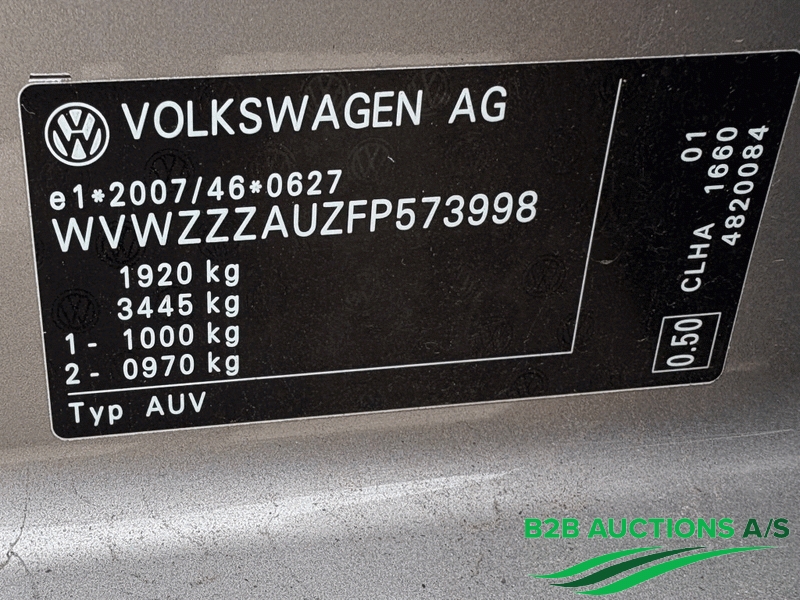 VOLKSWAGEN AG
e1*2007/46*0627
WVWZZZAUZFP573998
1920 kg
3445 kg
1- 1000 kg
2- 0970 kg
Typ AUV
01
CLHA 1660
4820084
0.50
B2B AUCTIONS A/S